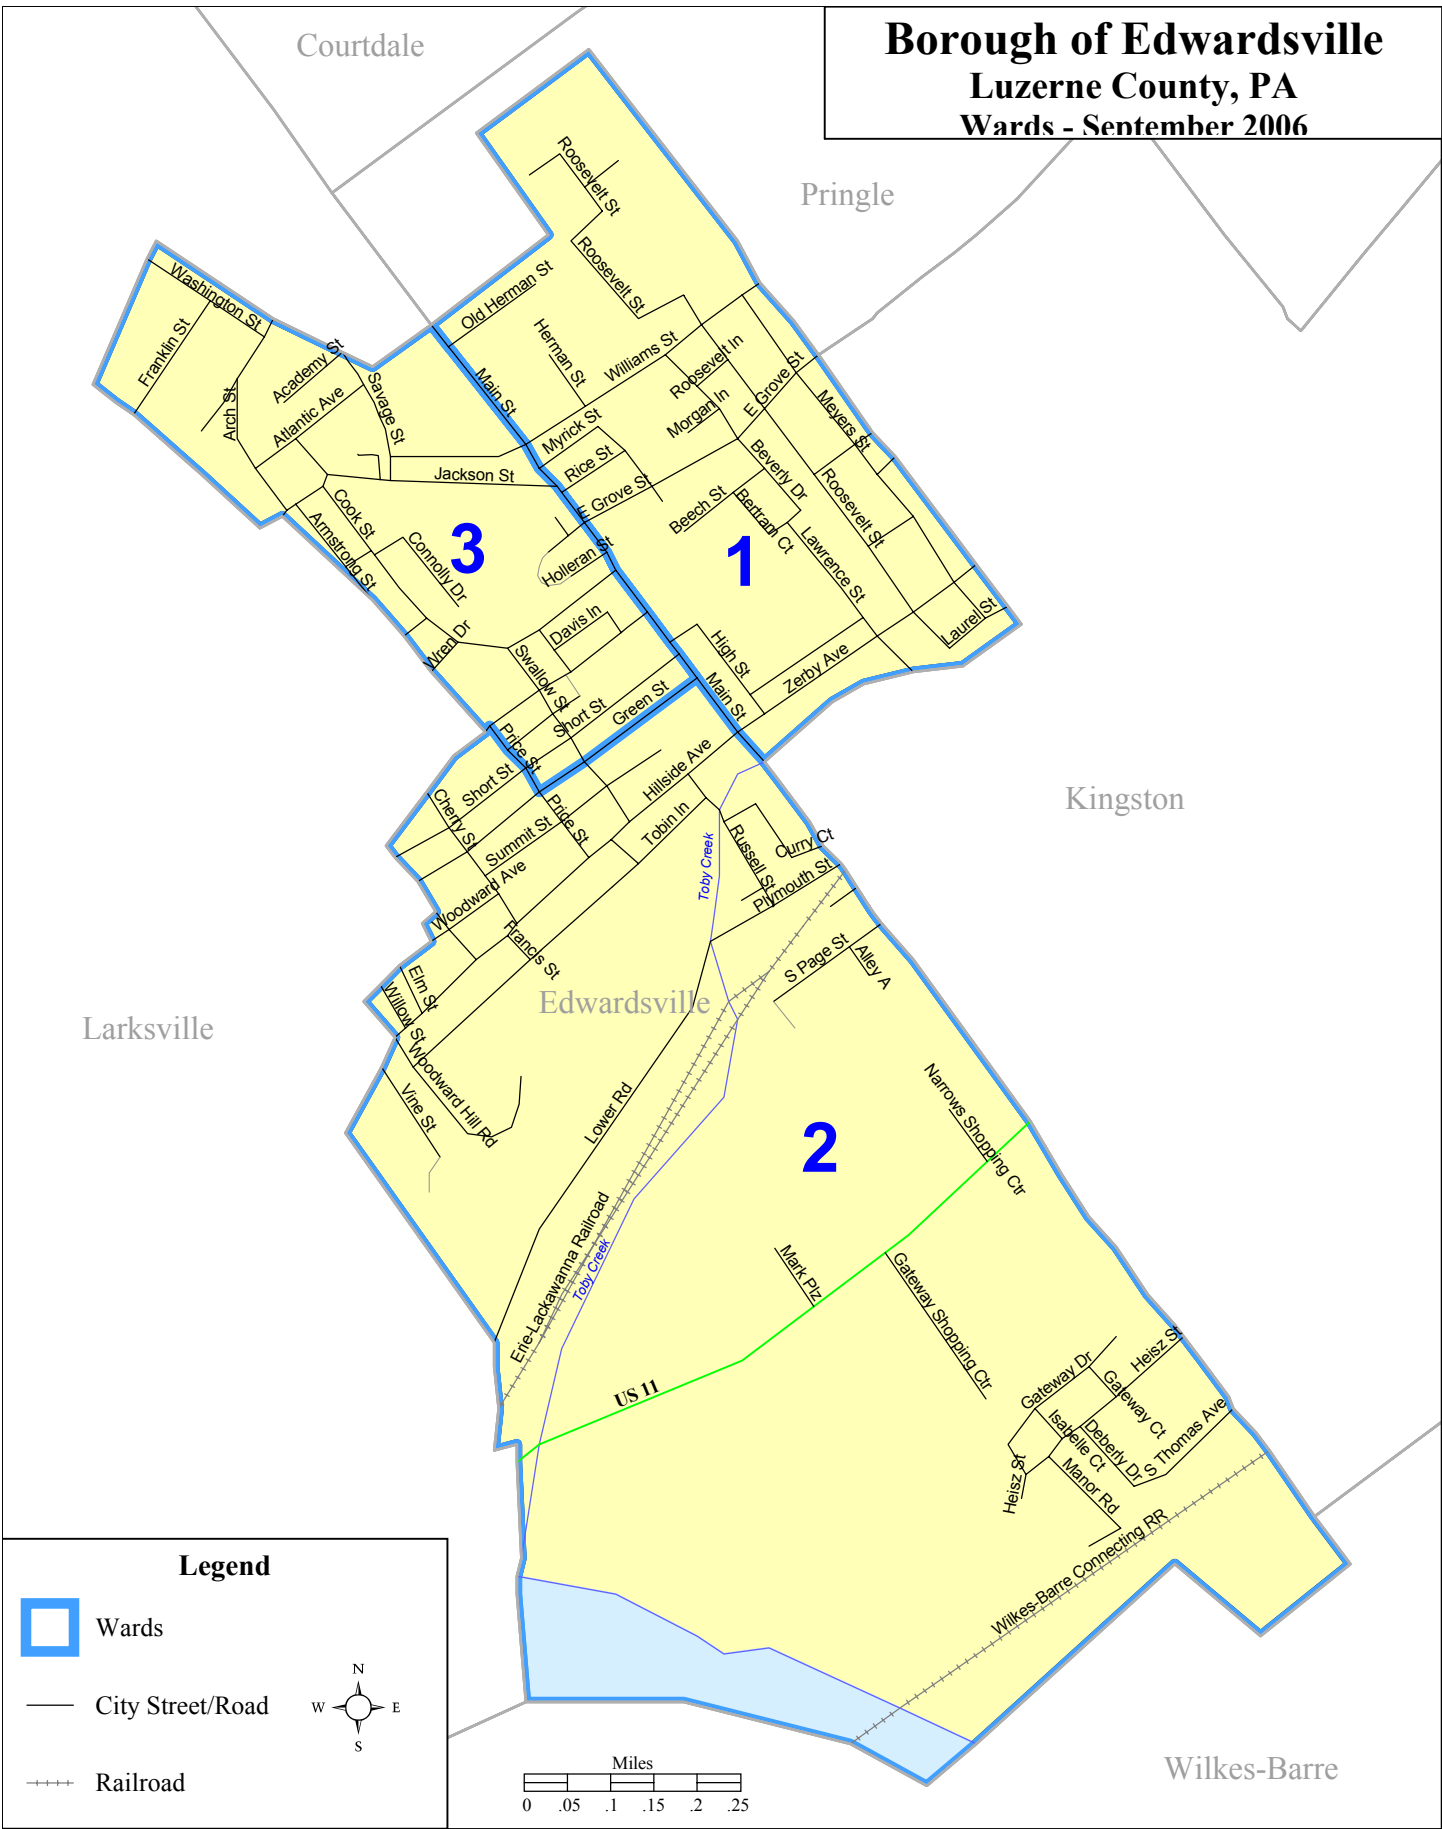 Borough of Edwardsville
Luzerne County, PA
Wards - September 2006
Courtdale
Pringle
Kingston
Larksville
Edwardsville
Wilkes-Barre
1
2
3
Roosevelt St
Roosevelt St
Old Herman St
Herman St
Williams St
Roosevelt ln
Morgan ln
E Grove St
Meyers St
Main St
Myrick St
Rice St
E Grove St
Beverly Dr
Beech St
Bertram Ct
Roosevelt St
Lawrence St
Laurel St
High St
Zerby Ave
Main St
Washington St
Franklin St
Arch St
Academy St
Atlantic Ave
Savage St
Jackson St
Cook St
Armstrong St
Connolly Dr
Holleran St
Davis ln
Wren Dr
Swallow St
Short St
Green St
Price St
Short St
Cherry St
Price St
Summit St
Woodward Ave
Hillside Ave
Tobin ln
Toby Creek
Russell St
Curry Ct
Plymouth St
Francis St
S Page St
Alley A
Elm St
Willow St
Woodward Hill Rd
Vine St
Lower Rd
Erie-Lackawanna Railroad
Toby Creek
Narrows Shopping Ctr
Mark Plz
Gateway Shopping Ctr
US 11
Gateway Dr
Heisz St
Gateway Ct
Isabelle Ct
Deberly Dr
S Thomas Ave
Heisz St
Manor Rd
Wilkes-Barre Connecting RR
Legend
Wards
City Street/Road
Railroad
N
W E
S
Miles
0 .05 .1 .15 .2 .25